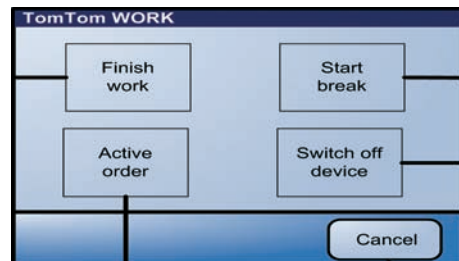 TomTom WORK
Finish
work
Start
break
Active
order
Switch off
device
Cancel